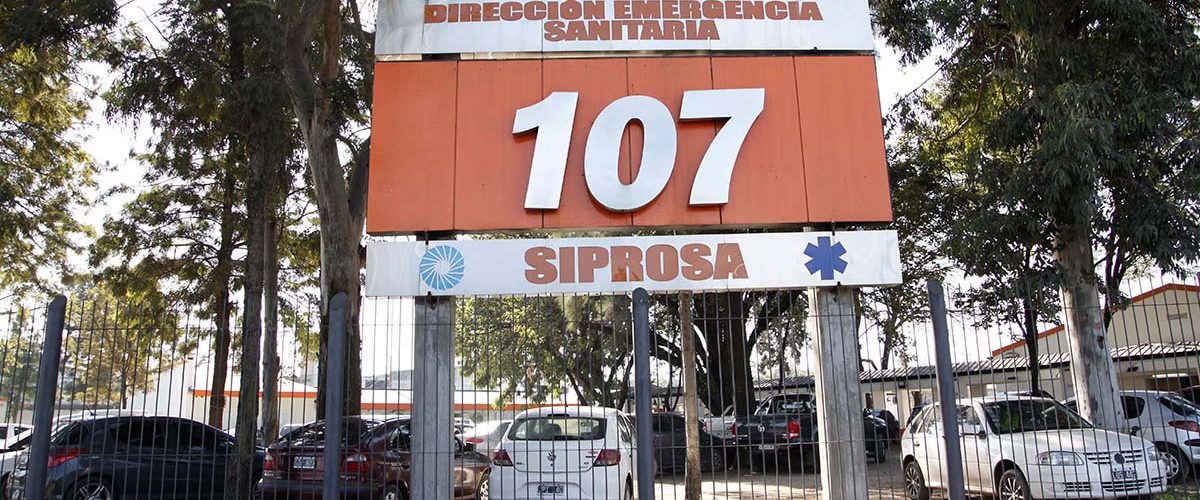 DIRECCIÓN EMERGENCIA
SANITARIA
107
SIPROSA